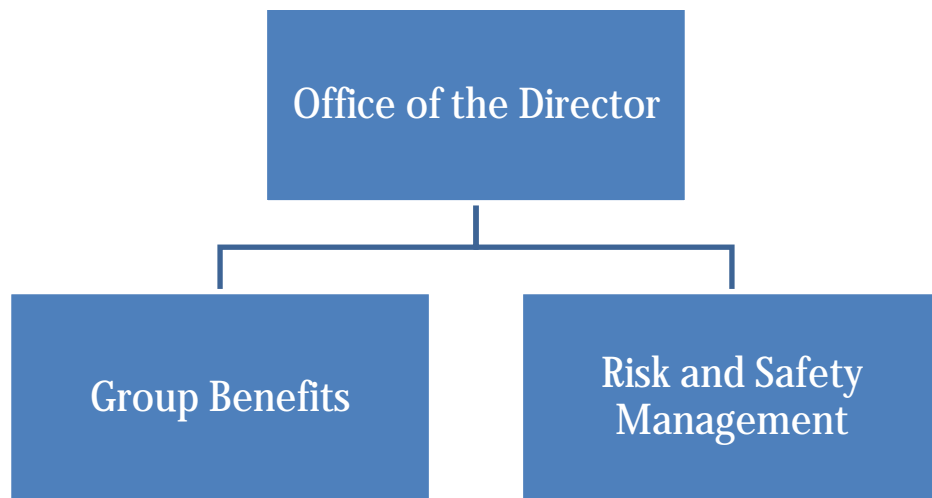 Office of the Director
Group Benefits
Risk and Safety
Management